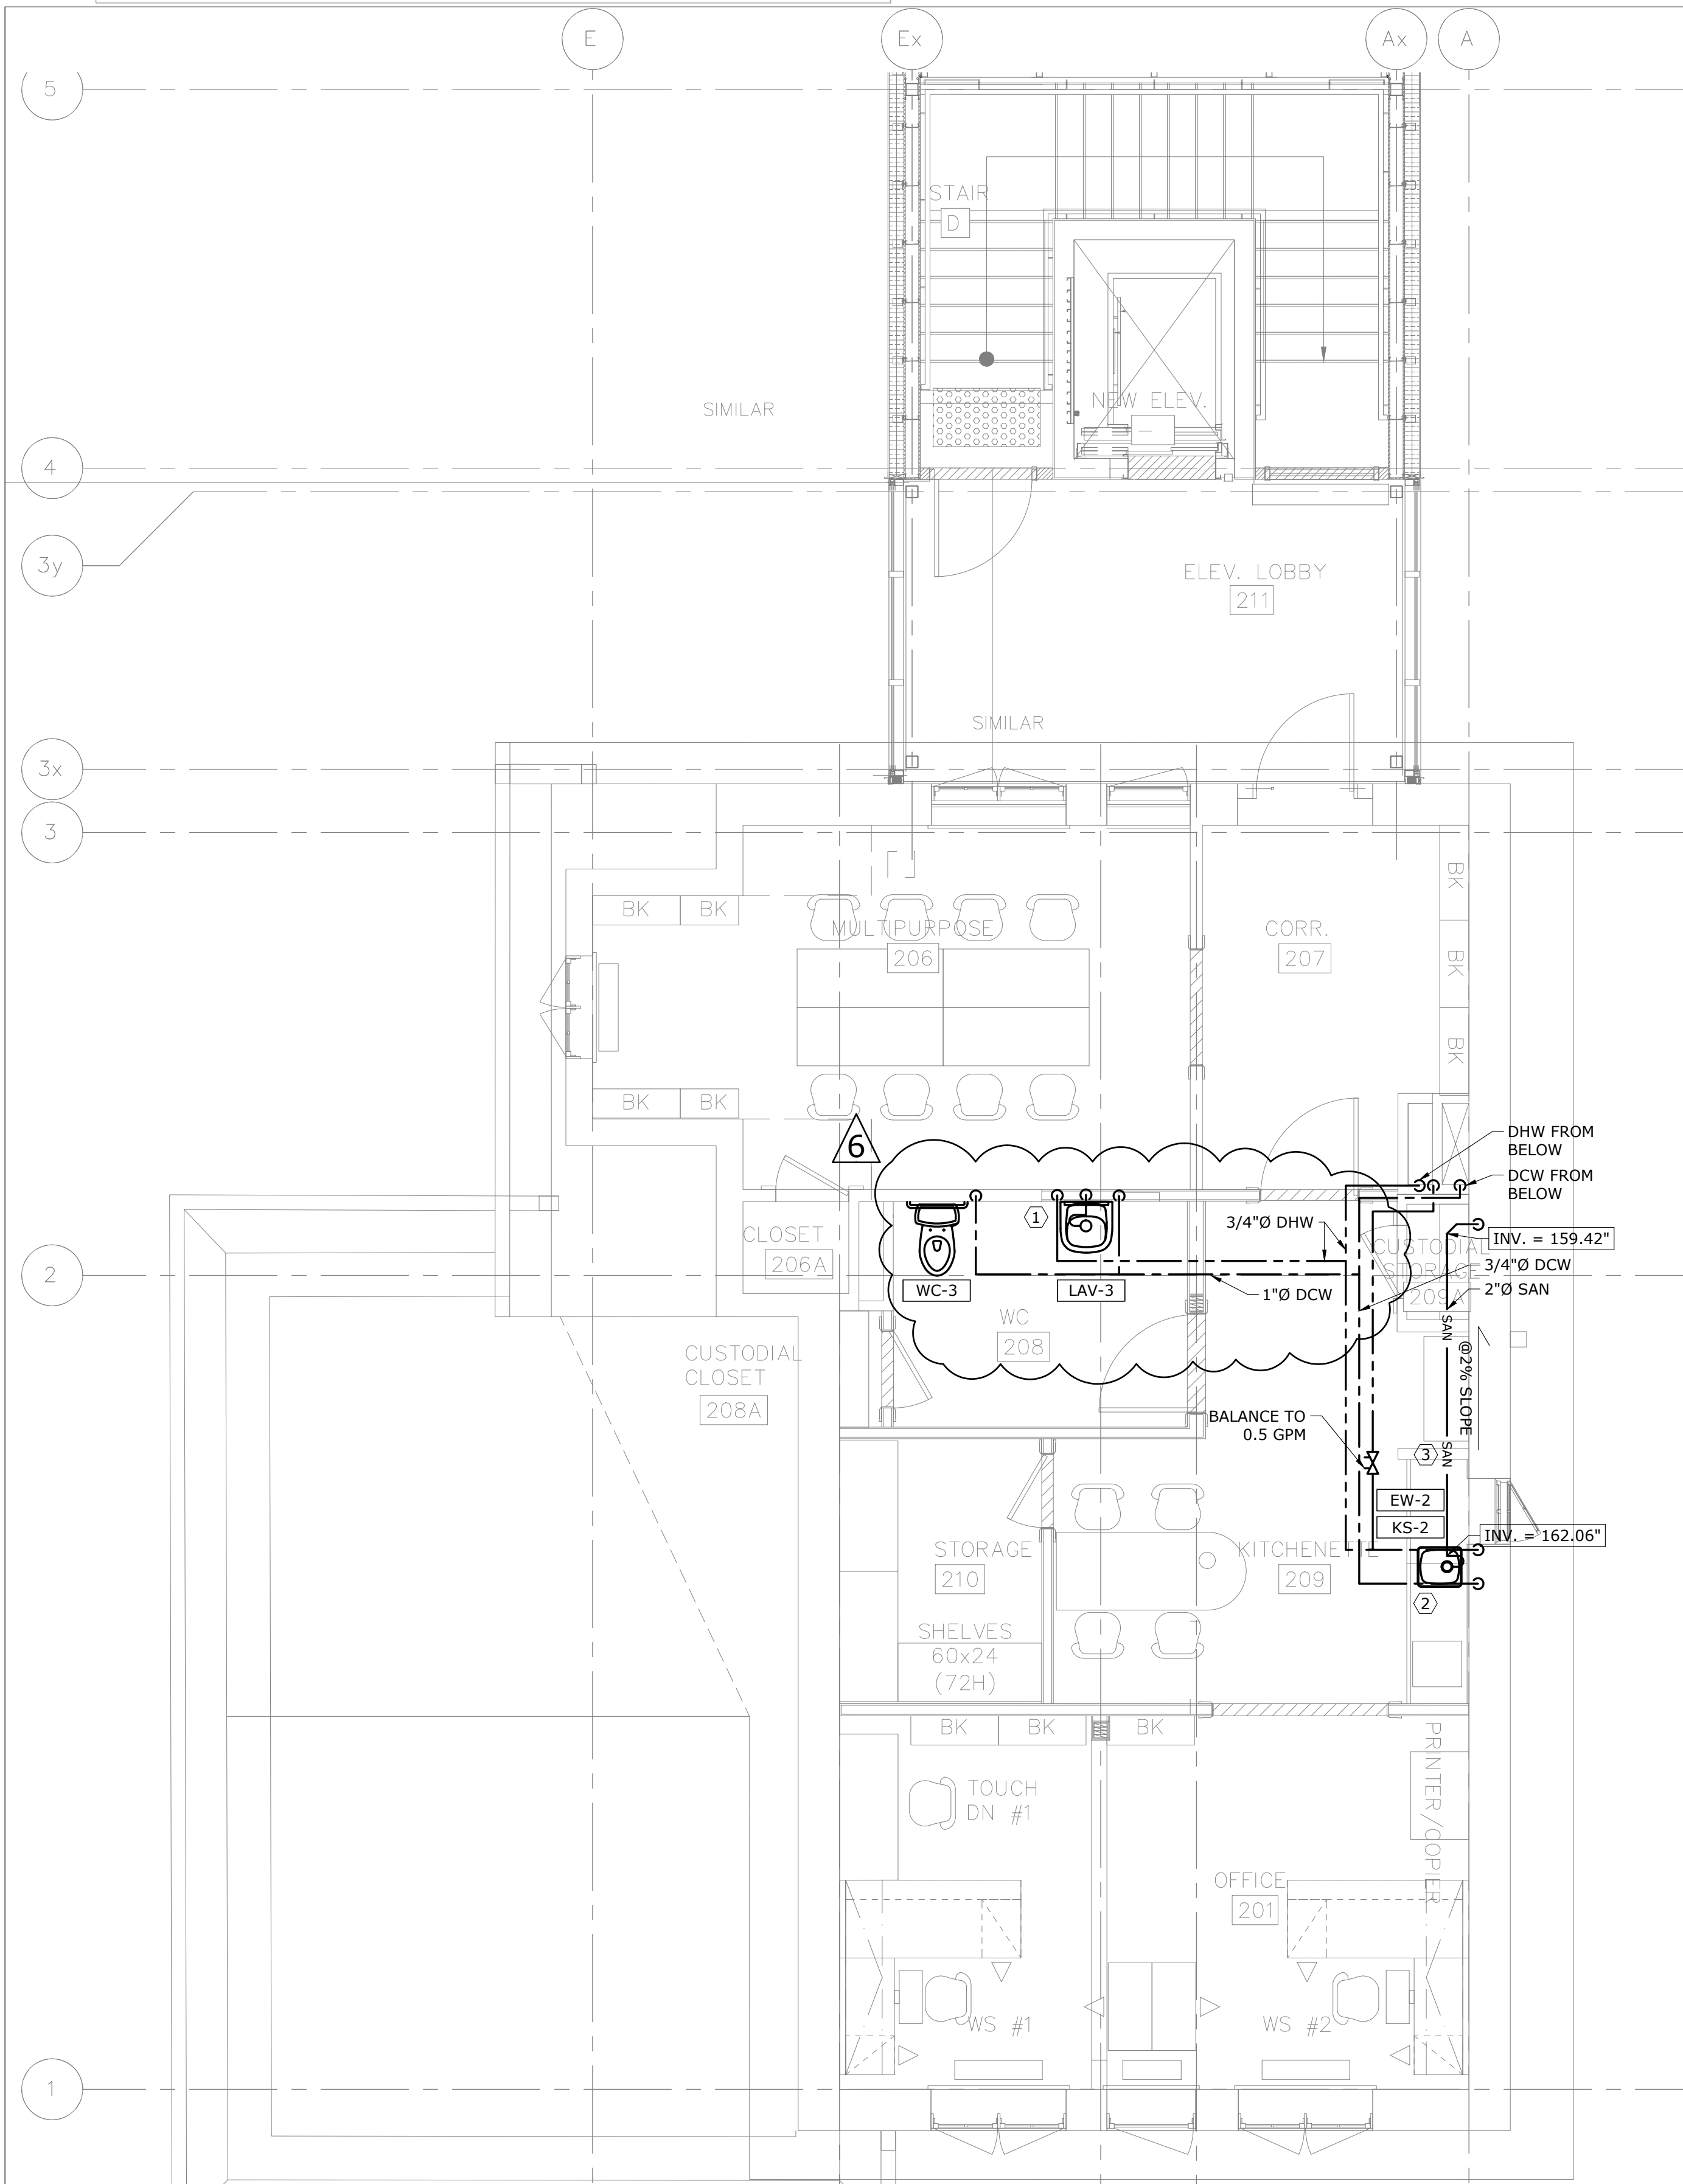 E
Ex
Ax
A
5
STAIR
D
NEW ELEV.
SIMILAR
4
3y
ELEV. LOBBY
211
SIMILAR
3x
3
BK
BK
BK
BK
BK
MULTIPURPOSE
206
CORR.
207
BK
BK
6
DHW FROM
BELOW
DCW FROM
BELOW
1
3/4"Ø DHW
INV. = 159.42"
CLOSET
206A
CUSTODIAL
STORAGE
209A
3/4"Ø DCW
2"Ø SAN
2
WC-3
LAV-3
1"Ø DCW
WC
208
SAN
@2% SLOPE
SAN
CUSTODIAL
CLOSET
208A
BALANCE TO
0.5 GPM
3
EW-2
KS-2
INV. = 162.06"
STORAGE
210
KITCHENETTE
209
2
SHELVES
60x24
(72H)
T
BK
BK
BK
PRINTER/COPIER
TOUCH
DN #1
OFFICE
201
WS #1
WS #2
1